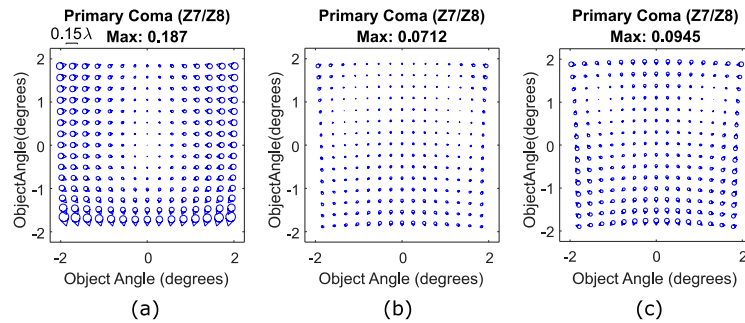 Primary Coma (Z7/Z8)
Max: 0.187
0.15λ
2
1
0
-1
-2
ObjectAngle(degrees)
-2
0
2
Object Angle (degrees)
(a)
Primary Coma (Z7/Z8)
Max: 0.0712
2
1
0
-1
-2
ObjectAngle(degrees)
-2
0
2
Object Angle (degrees)
(b)
Primary Coma (Z7/Z8)
Max: 0.0945
2
1
0
-1
-2
ObjectAngle(degrees)
-2
0
2
Object Angle (degrees)
(c)